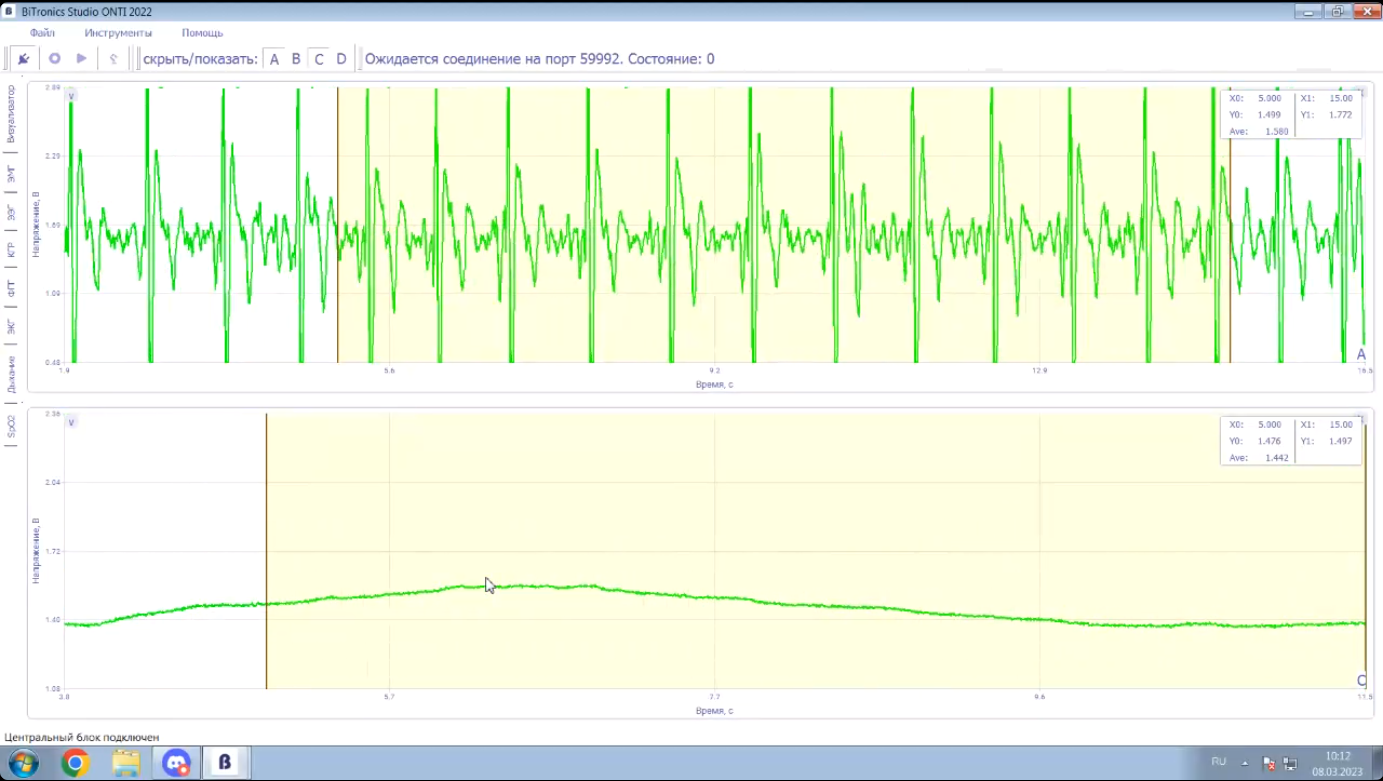 BiTronics Studio ONTI 2022
Файл Инструменты Помощь
скрыть/показать: A B C D Ожидается соединение на порт 59992. Состояние: 0
Визуализатор
ЭМГ
ЭЭГ
КГР
ФПГ
ЭКГ
Дыхание
SpO2
Напряжение, В
2.89
2.29
1.69
1.09
0.48
v
X0: 5.000 X1: 15.00
Y0: 1.499 Y1: 1.772
Ave: 1.580
A
1.9 5.6 9.2 12.9 16.5
Время, с
Напряжение, В
2.36
2.04
1.72
1.40
1.08
v
X0: 5.000 X1: 15.00
Y0: 1.476 Y1: 1.497
Ave: 1.442
C
3.8 5.7 7.7 9.6 11.5
Время, с
Центральный блок подключен
RU
10:12
08.03.2023